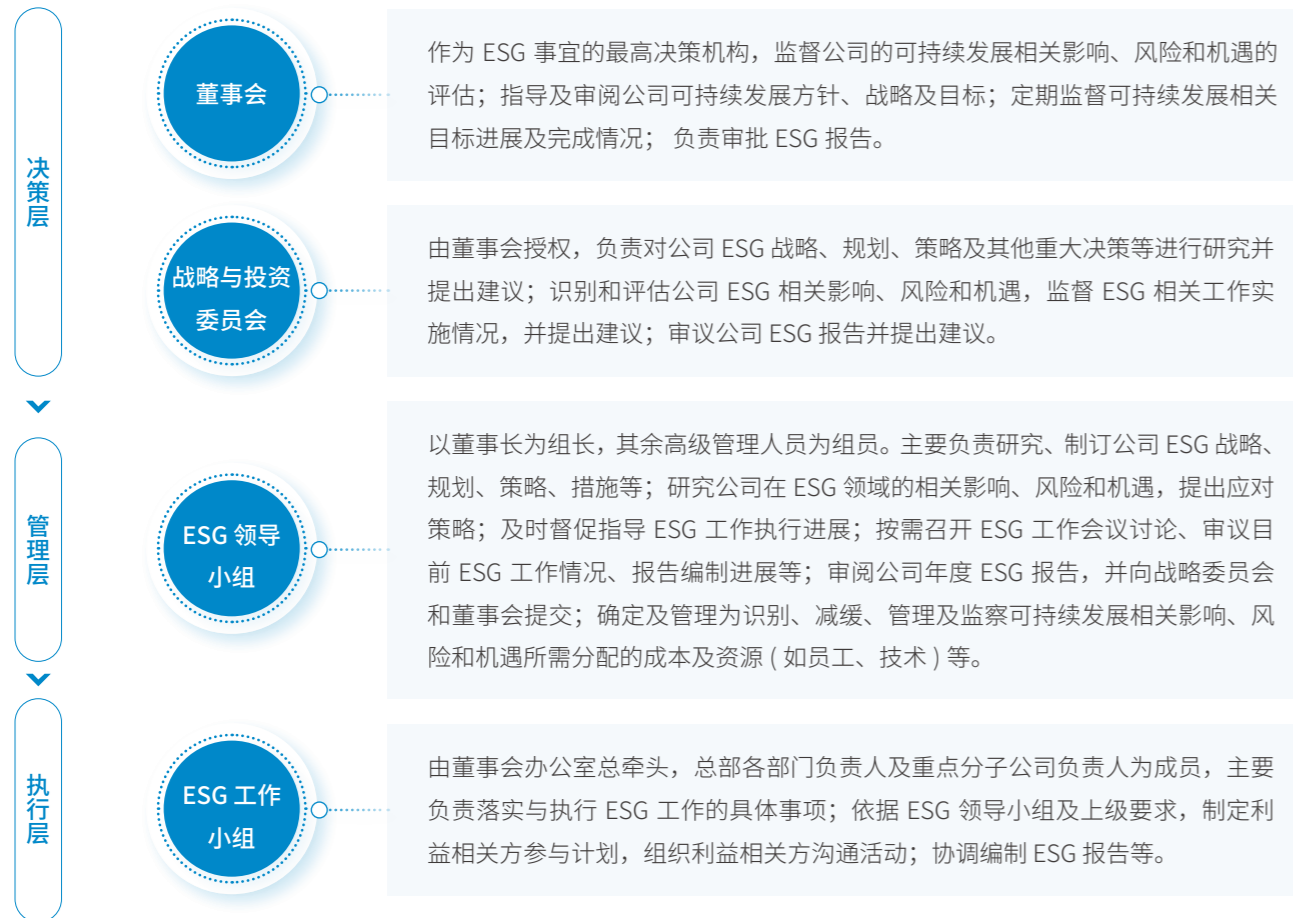 决策层
董事会
作为 ESG 事宜的最高决策机构，监督公司的可持续发展相关影响、风险和机遇的
评估；指导及审阅公司可持续发展方针、战略及目标；定期监督可持续发展相关
目标进展及完成情况； 负责审批 ESG 报告。
战略与投资
委员会
由董事会授权，负责对公司 ESG 战略、规划、策略及其他重大决策等进行研究并
提出建议；识别和评估公司 ESG 相关影响、风险和机遇，监督 ESG 相关工作实
施情况，并提出建议；审议公司 ESG 报告并提出建议。
管理层
ESG 领导
小组
以董事长为组长，其余高级管理人员为组员。主要负责研究、制订公司 ESG 战略、
规划、策略、措施等；研究公司在 ESG 领域的相关影响、风险和机遇，提出应对
策略；及时督促指导 ESG 工作执行进展；按需召开 ESG 工作会议讨论、审议目
前 ESG 工作情况、报告编制进展等；审阅公司年度 ESG 报告，并向战略委员会
和董事会提交；确定及管理为识别、减缓、管理及监察可持续发展相关影响、风
险和机遇所需分配的成本及资源 ( 如员工、技术 ) 等。
执行层
ESG 工作
小组
由董事会办公室总牵头，总部各部门负责人及重点分子公司负责人为成员，主要
负责落实与执行 ESG 工作的具体事项；依据 ESG 领导小组及上级要求，制定利
益相关方参与计划，组织利益相关方沟通活动；协调编制 ESG 报告等。